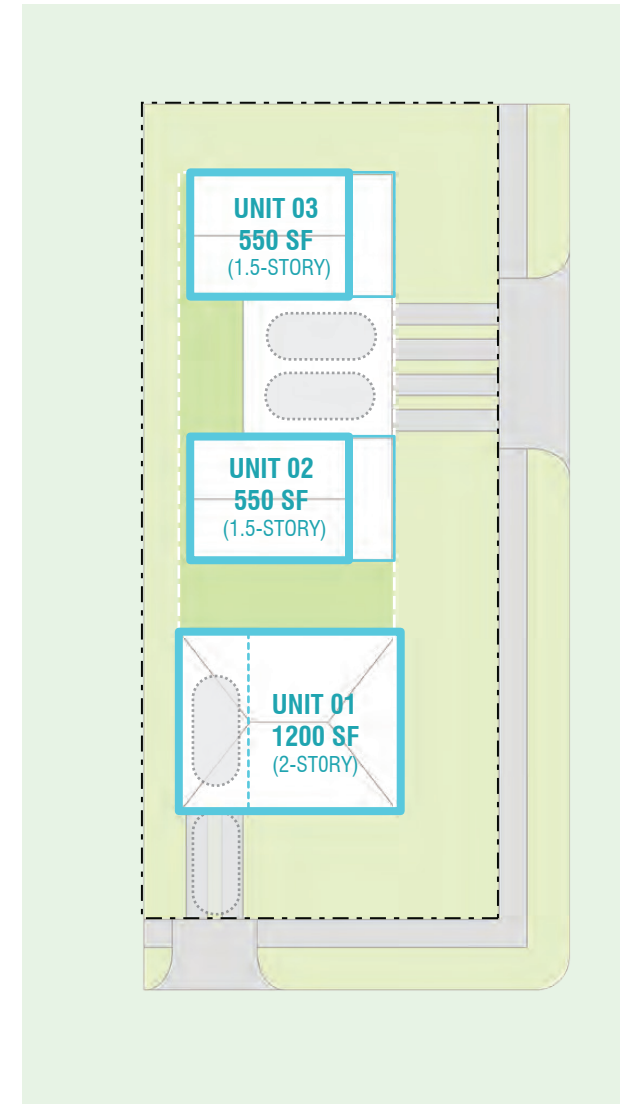 UNIT 03
550 SF
(1.5-STORY)
UNIT 02
550 SF
(1.5-STORY)
UNIT 01
1200 SF
(2-STORY)